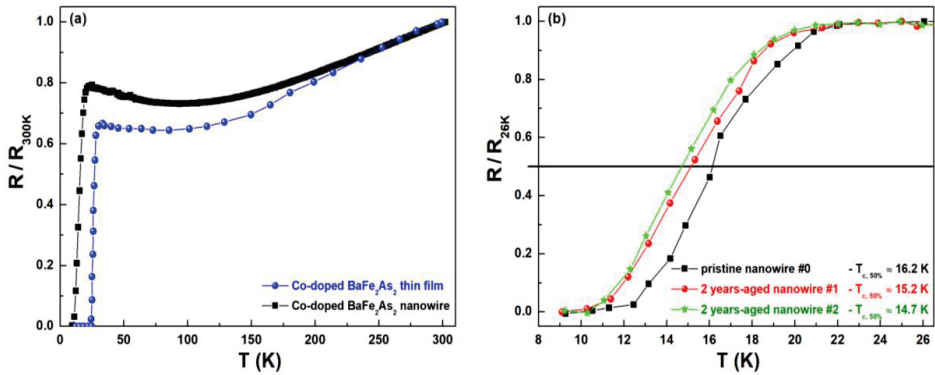 (a)
R / R300K
1.0
0.8
0.6
0.4
0.2
0.0
0 50 100 150 200 250 300
T (K)
Co-doped BaFe2As2 thin film
Co-doped BaFe2As2 nanowire
(b)
R / R26K
1.0
0.8
0.6
0.4
0.2
0.0
8 10 12 14 16 18 20 22 24 26
T (K)
pristine nanowire #0 - Tc, 50% ≈ 16.2 K
2 years-aged nanowire #1 - Tc, 50% ≈ 15.2 K
2 years-aged nanowire #2 - Tc, 50% ≈ 14.7 K